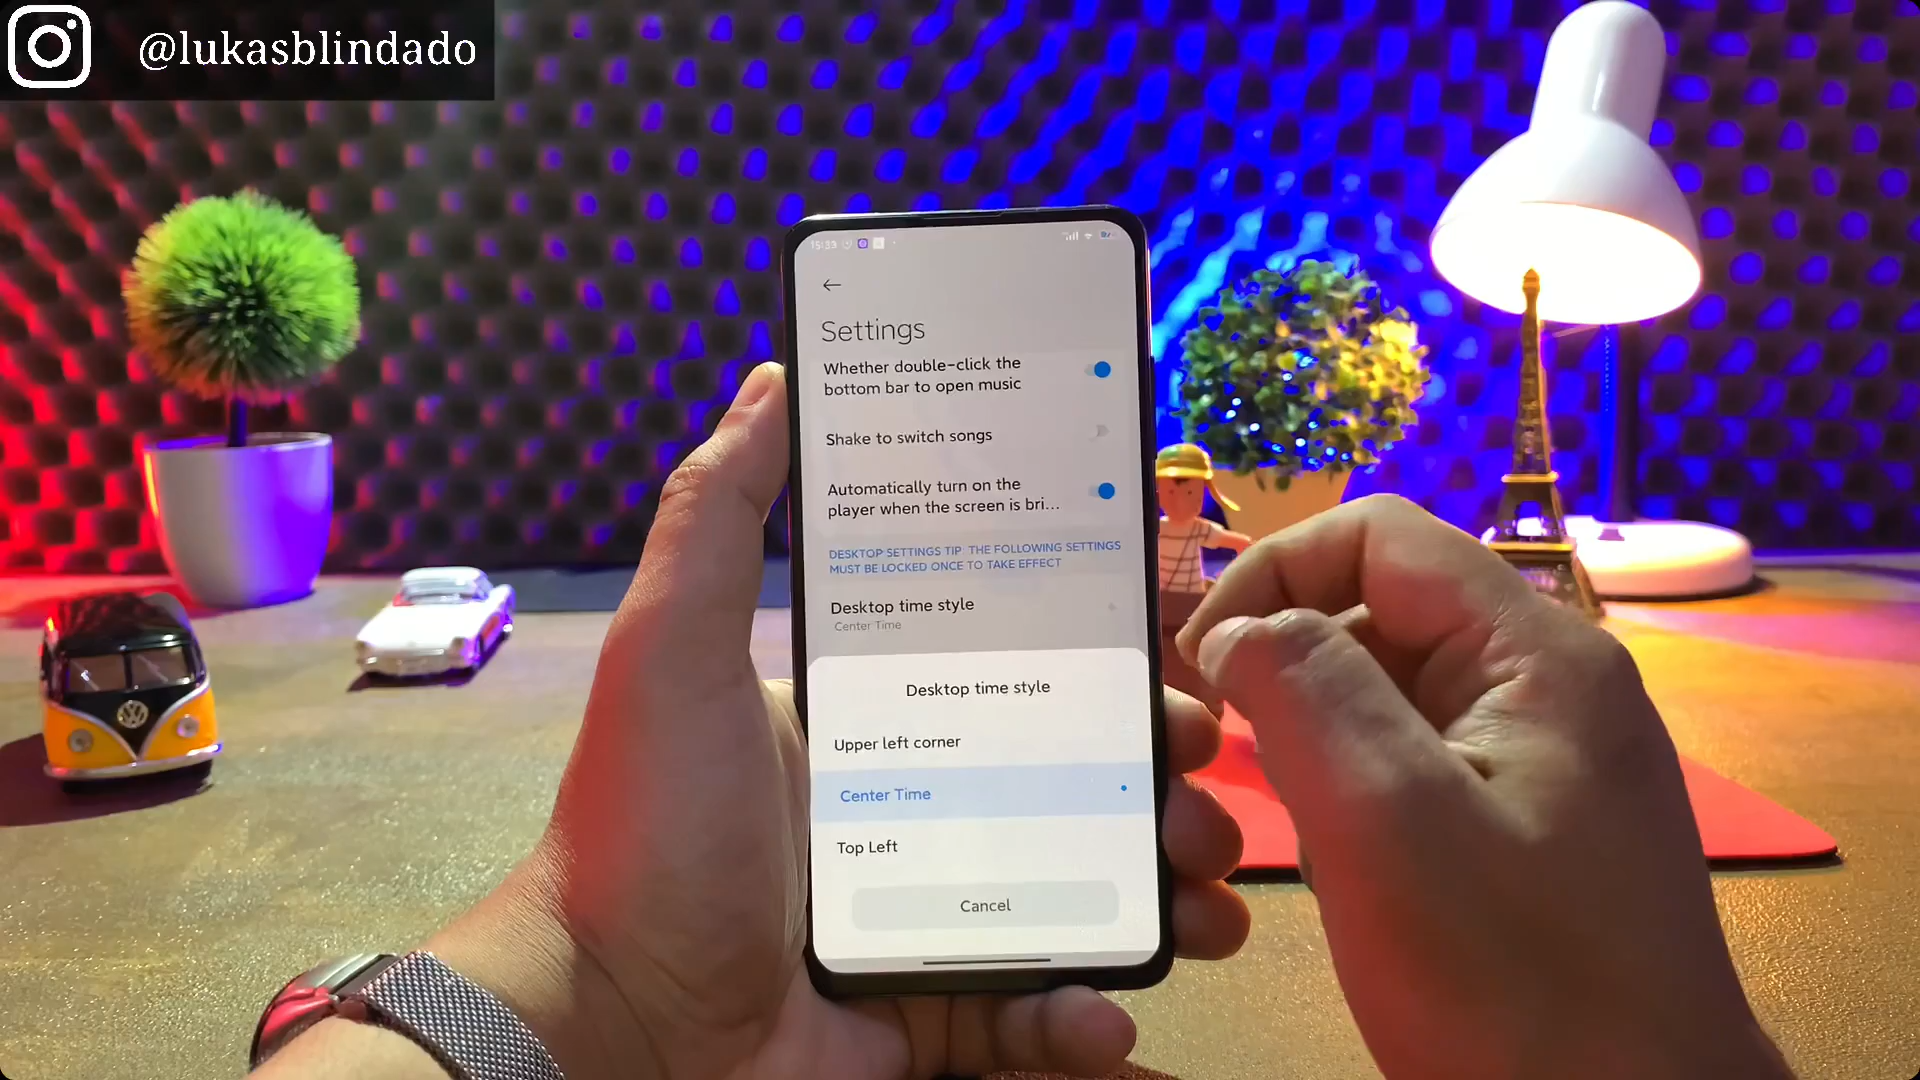 @lukasblindado
15:33
Settings
Whether double-click the
bottom bar to open music
Shake to switch songs
Automatically turn on the
player when the screen is bri...
DESKTOP SETTINGS TIP THE FOLLOWING SETTINGS
MUST BE LOCKED ONCE TO TAKE EFFECT
Desktop time style
Center Time
Desktop time style
Upper left corner
Center Time
Top Left
Cancel